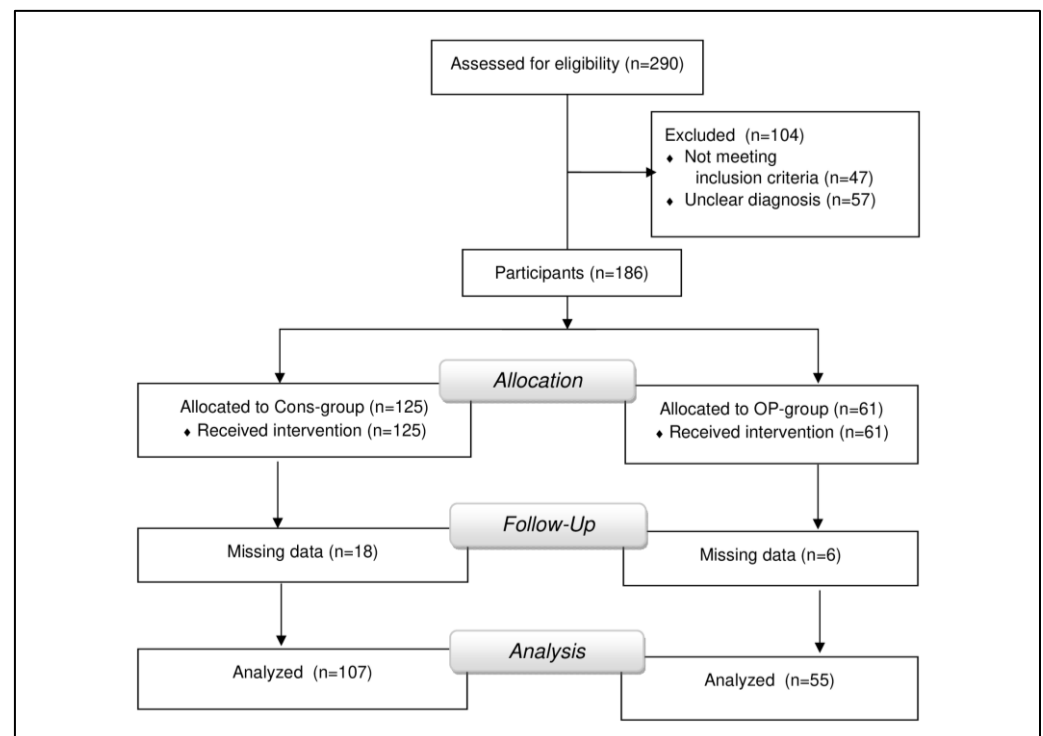 Assessed for eligibility (n=290)
Excluded (n=104)
♦ Not meeting
inclusion criteria (n=47)
♦ Unclear diagnosis (n=57)
Participants (n=186)
Allocation
Allocated to Cons-group (n=125)
♦ Received intervention (n=125)
Allocated to OP-group (n=61)
♦ Received intervention (n=61)
Follow-Up
Missing data (n=18)
Missing data (n=6)
Analysis
Analyzed (n=107)
Analyzed (n=55)